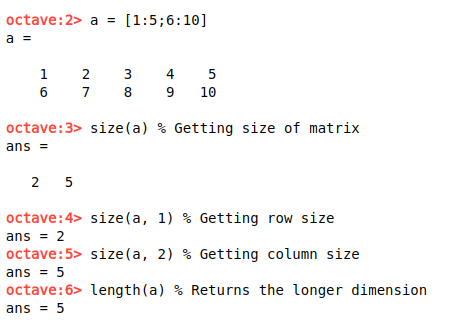 octave:2> a = [1:5;6:10]
a =
1 2 3 4 5
6 7 8 9 10
octave:3> size(a) % Getting size of matrix
ans =
2 5
octave:4> size(a, 1) % Getting row size
ans = 2
octave:5> size(a, 2) % Getting column size
ans = 5
octave:6> length(a) % Returns the longer dimension
ans = 5